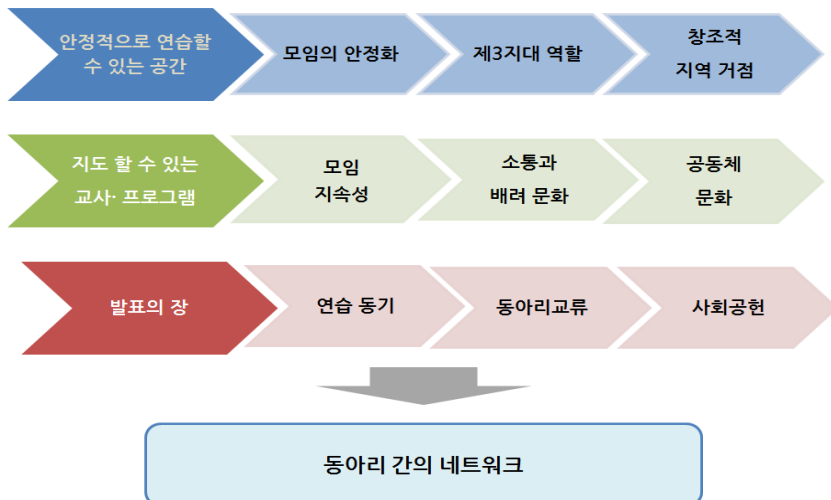 안정적으로 연습할
수 있는 공간
모임의 안정화
제3지대 역할
창조적
지역 거점
지도 할 수 있는
교사· 프로그램
모임
지속성
소통과
배려 문화
공동체
문화
발표의 장
연습 동기
동아리교류
사회공헌
동아리 간의 네트워크